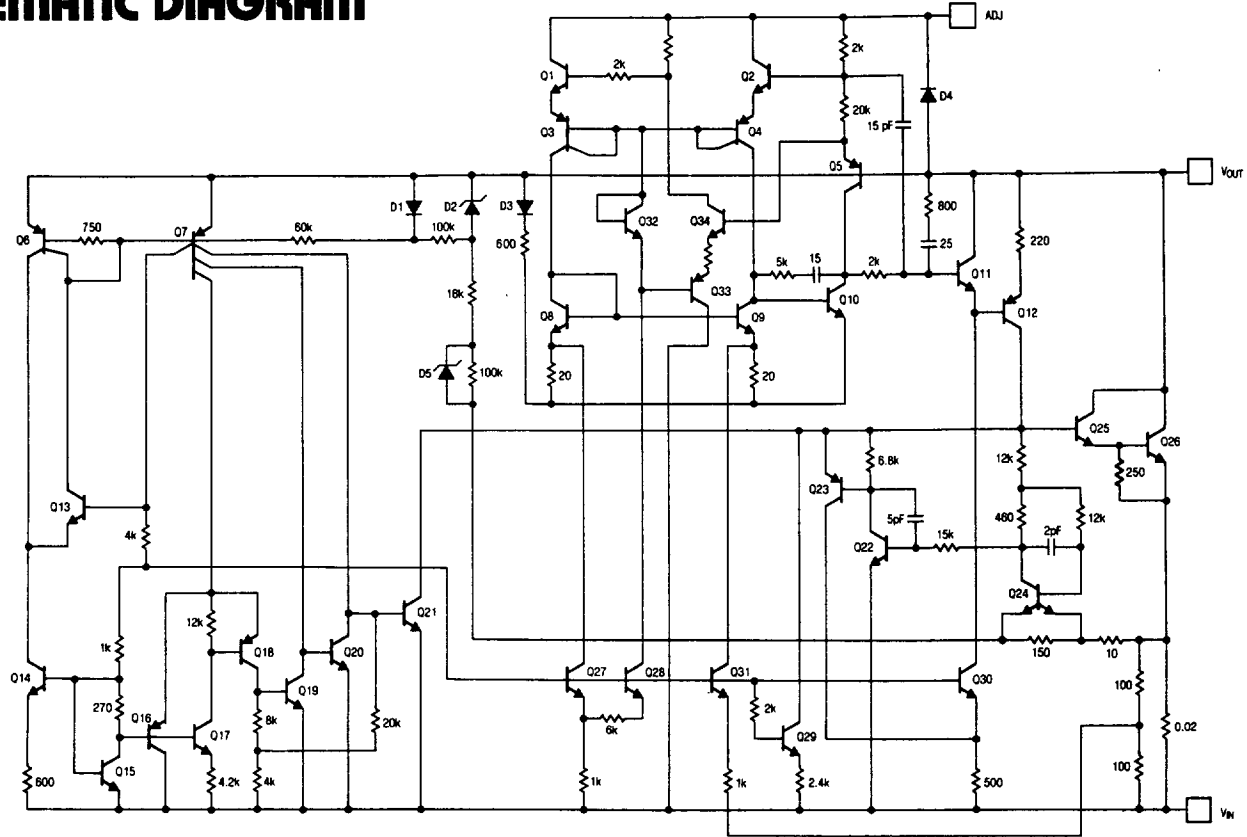 EMATIC DIAGRAM
ADJ
2k
Q1
2k
Q2
D4
20k
15 pF
Q3
Q4
Q5
VOUT
D1
D2
D3
Q6
750
Q7
60k
100k
Q32
Q34
800
600
25
220
5k
15
2k
Q11
18k
Q33
Q12
Q8
Q9
Q10
D5
100k
20
20
Q25
Q26
6.8k
12k
250
Q23
Q13
5pF
460
12k
4k
15k
2pF
Q22
Q24
Q21
12k
Q18
Q20
1k
150
10
Q14
Q27
Q28
Q31
Q30
Q19
100
270
2k
Q16
8k
20k
Q17
6k
Q29
0.02
Q15
600
4.2k
4k
1k
1k
2.4k
500
100
VIN